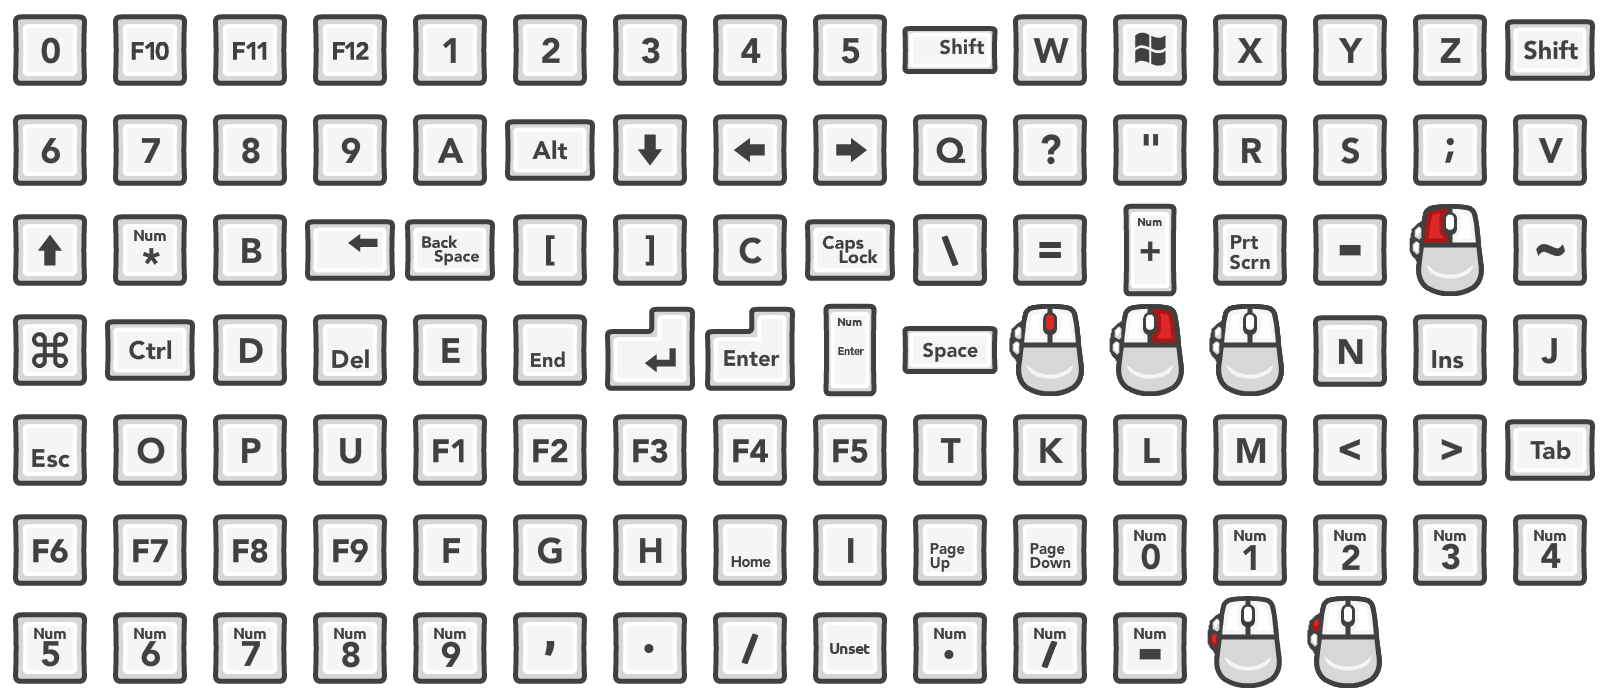 0 F10 F11 F12 1 2 3 4 5 Shift W X Y Z Shift
6 7 8 9 A Alt Q ? " R S ; V
Num * B Back Space [ ] C Caps Lock \ = Num + Prt Scrn - ~
⌘ Ctrl D Del E End Enter Num Enter Space N Ins J
Esc O P U F1 F2 F3 F4 F5 T K L M < > Tab
F6 F7 F8 F9 F G H Home I Page Up Page Down Num 0 Num 1 Num 2 Num 3 Num 4
Num 5 Num 6 Num 7 Num 8 Num 9 , . / Unset Num . Num / Num -